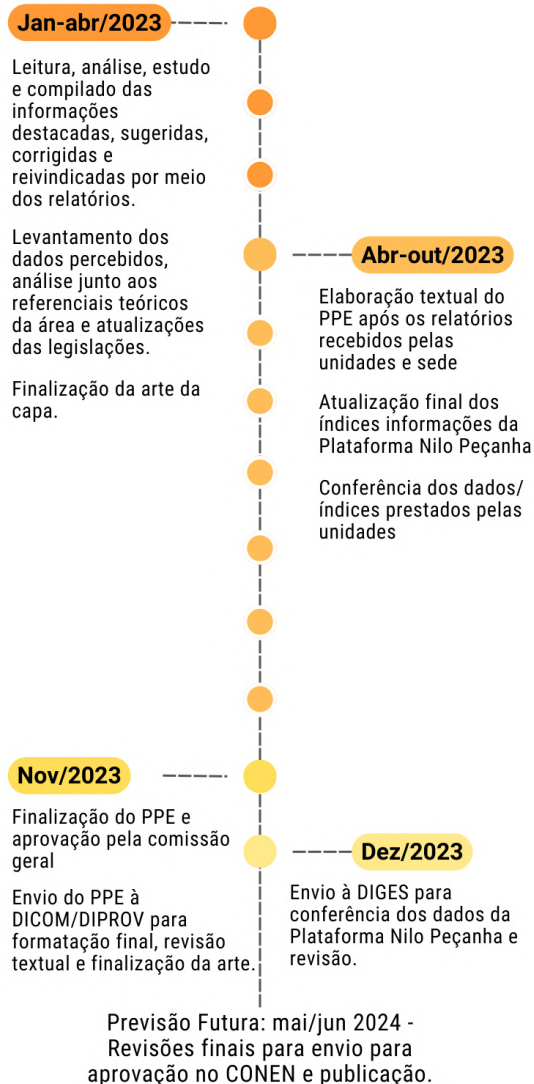 Jan-abr/2023
Leitura, análise, estudo
e compilado das
informações
destacadas, sugeridas,
corrigidas e
reivindicadas por meio
dos relatórios.
Levantamento dos
dados percebidos,
análise junto aos
referenciais teóricos
da área e atualizações
das legislações.
Finalização da arte da
capa.
Abr-out/2023
Elaboração textual do
PPE após os relatórios
recebidos pelas
unidades e sede
Atualização final dos
índices informações da
Plataforma Nilo Peçanha
Conferência dos dados/
índices prestados pelas
unidades
Nov/2023
Finalização do PPE e
aprovação pela comissão
geral
Envio do PPE à
DICOM/DIPROV para
formatação final, revisão
textual e finalização da arte.
Dez/2023
Envio à DIGES para
conferência dos dados da
Plataforma Nilo Peçanha e
revisão.
Previsão Futura: mai/jun 2024 -
Revisões finais para envio para
aprovação no CONEN e publicação.